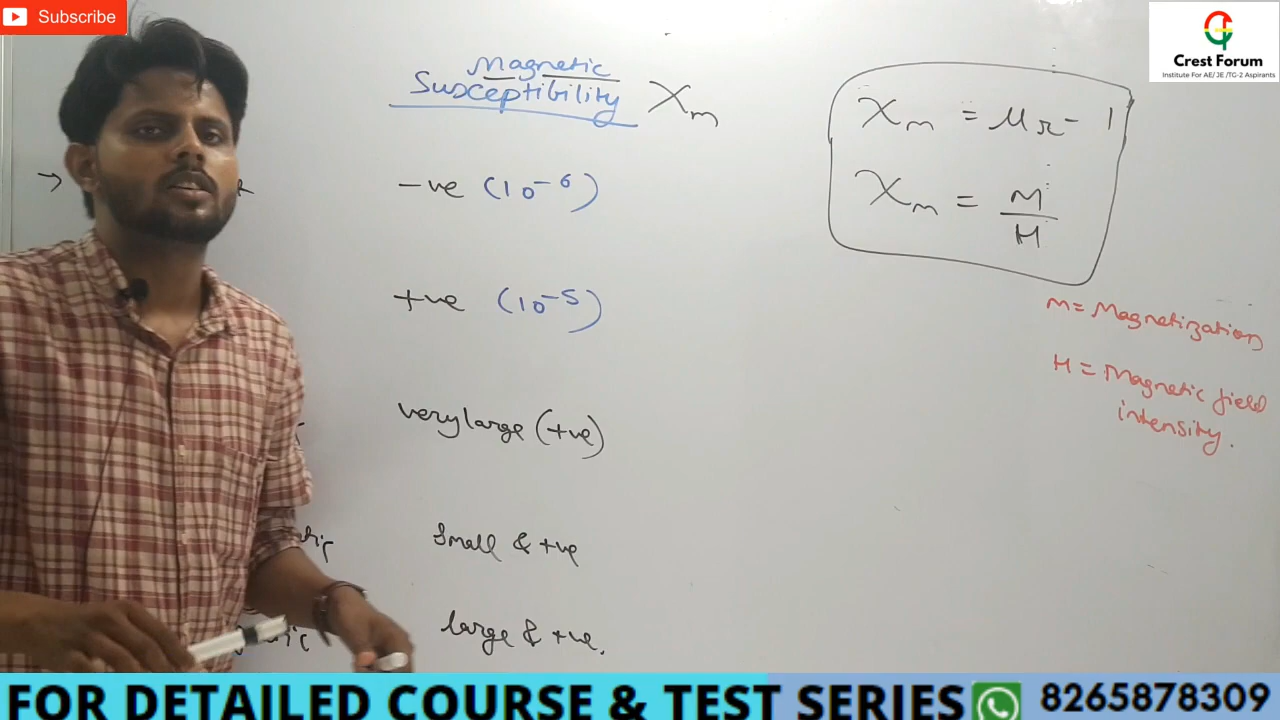 Subscribe
Crest Forum
Institute For AE/ JE /TG-2 Aspirants
Magnetic
Susceptibility χm
-ve (10⁻⁶)
+ve (10⁻⁵)
very large (+ve)
Small & +ve
large & +ve.
χm = μr - 1
χm = M/H
M = Magnetization
H = Magnetic field
intensity.
FOR DETAILED COURSE & TEST SERIES 8265878309